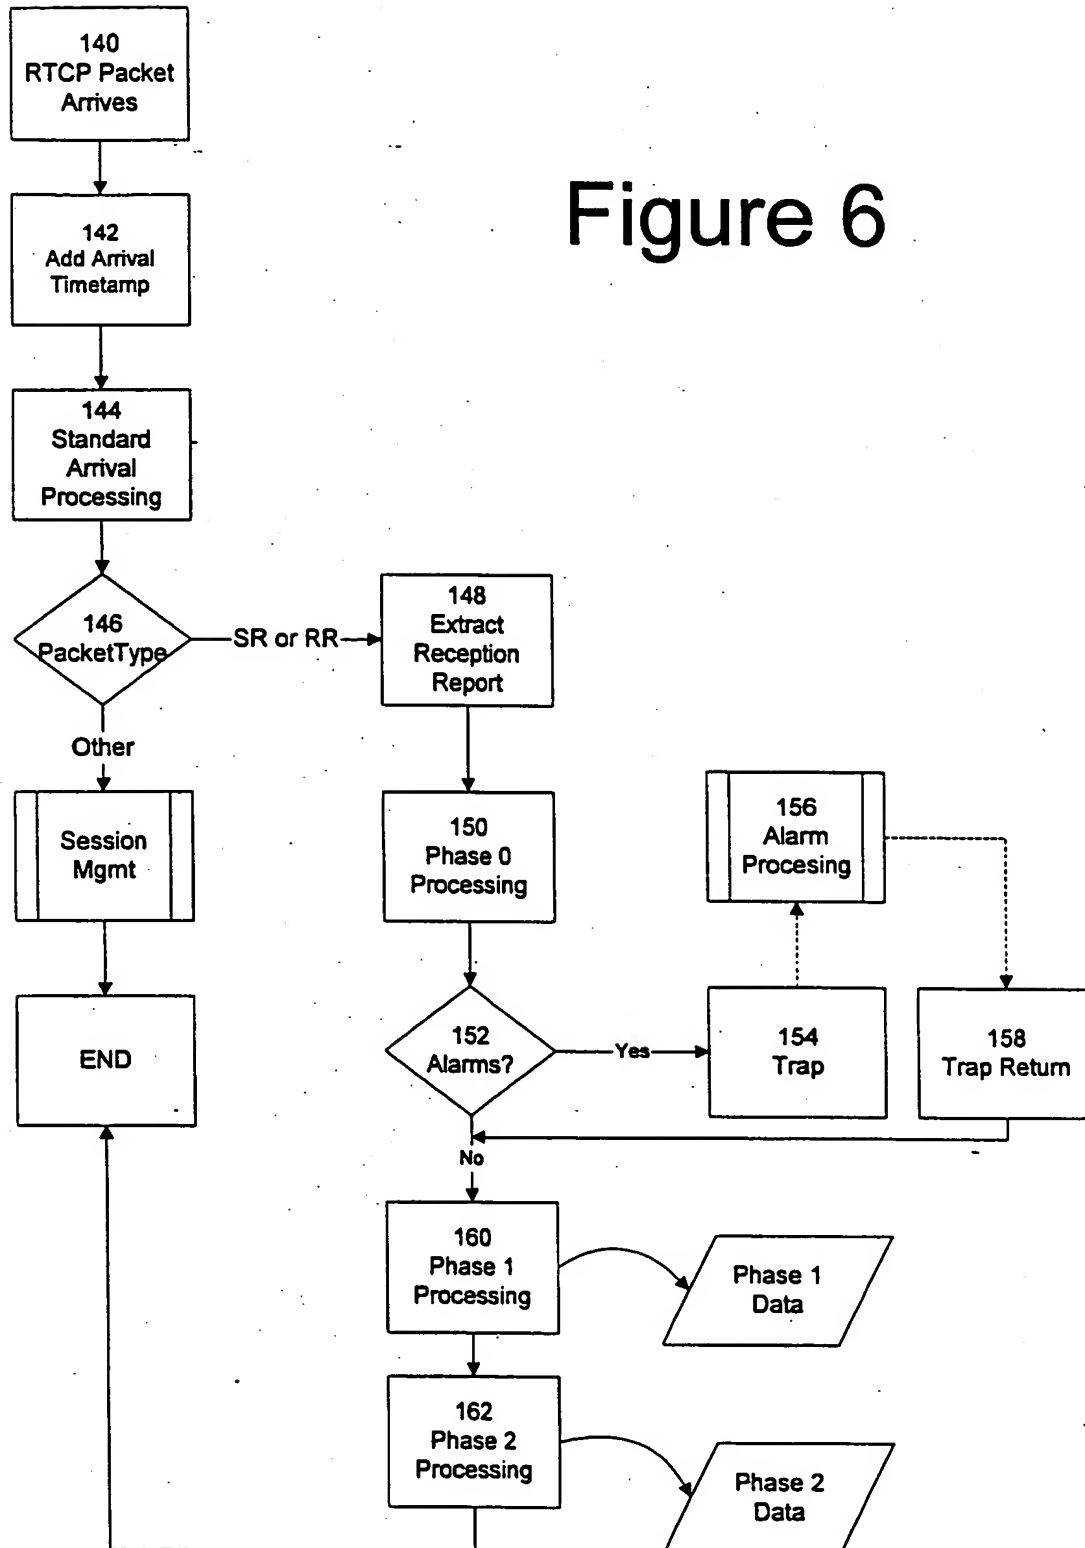 140
RTCP Packet
Arrives
Figure 6
142
Add Arrival
Timetamp
144
Standard
Arrival
Processing
146
PacketType
SR or RR
148
Extract
Reception
Report
Other
Session
Mgmt
150
Phase 0
Processing
156
Alarm
Procesing
END
152
Alarms?
Yes
154
Trap
158
Trap Return
No
160
Phase 1
Processing
Phase 1
Data
162
Phase 2
Processing
Phase 2
Data